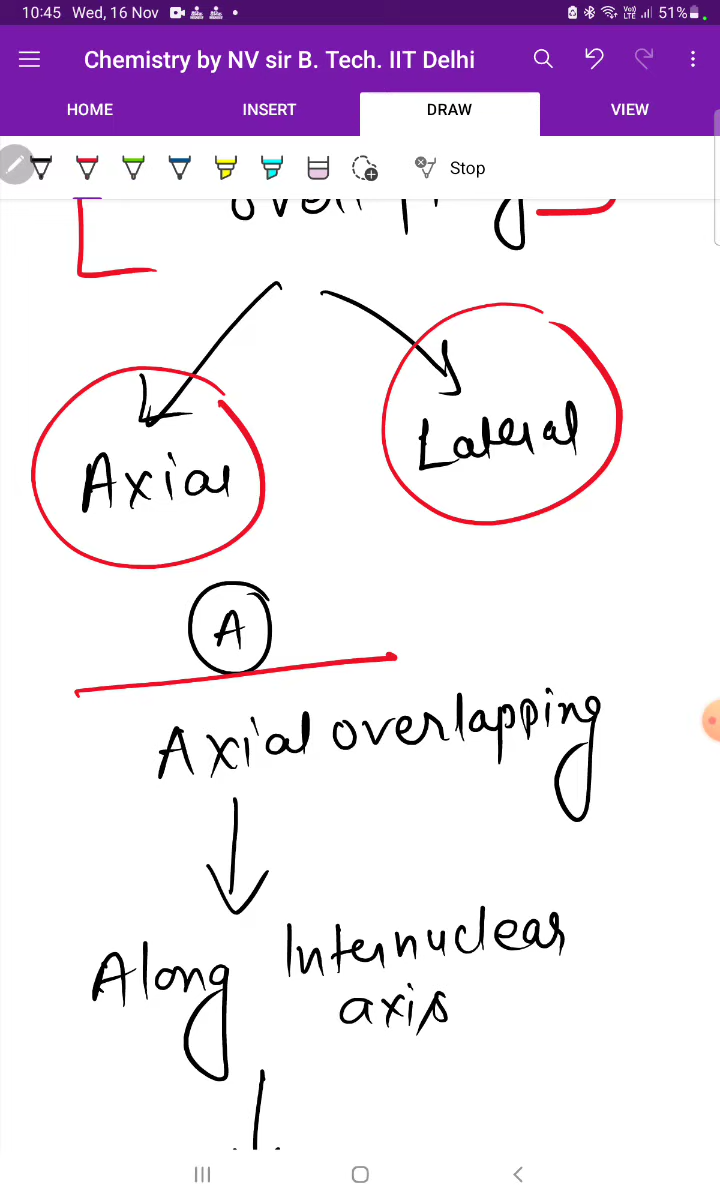 10:45 Wed, 16 Nov 51%
Chemistry by NV sir B. Tech. IIT Delhi
HOME INSERT DRAW VIEW
Stop
Axial
Lateral
A
Axial overlapping
Along Internuclear
axis